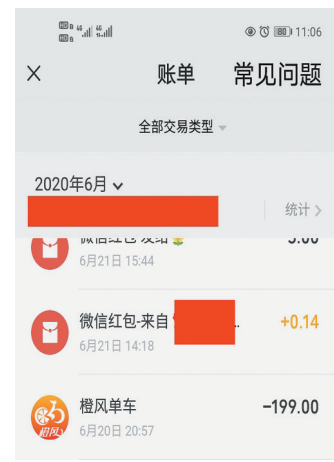 11:06
账单 常见问题
全部交易类型
2020年6月
统计
6月21日 15:44
微信红包-来自
+0.14
6月21日 14:18
橙风单车 -199.00
6月20日 20:57
橙风